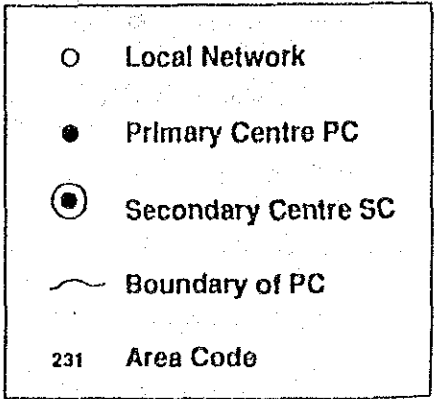 Local Network
Primary Centre PC
Secondary Centre SC
Boundary of PC
231 Area Code